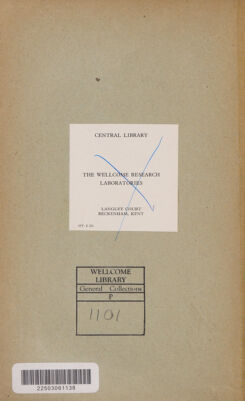 CENTRAL LIBRARY
THE WELLCOME RESEARCH
LABORATORIES
LANGLEY COURT
BECKENHAM, KENT
WELLCOME
LIBRARY
General Collections
P
1101
22503061138